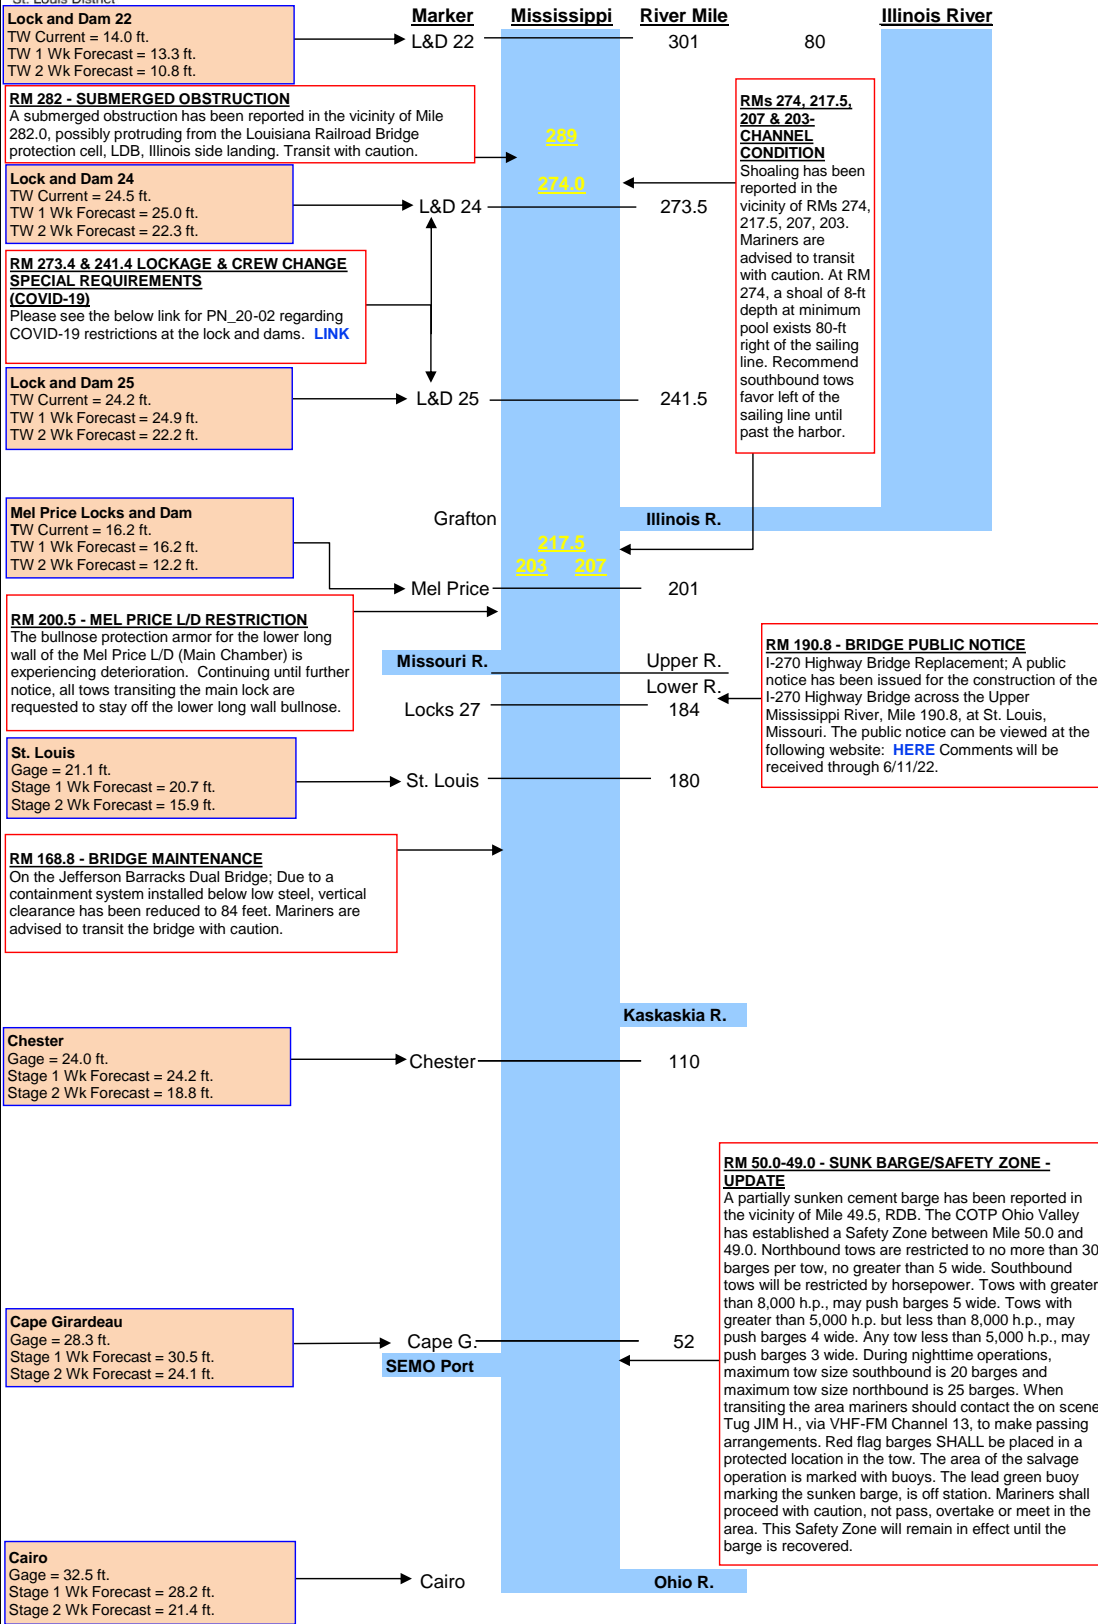 St. Louis District
Marker
Mississippi
River Mile
Illinois River
Lock and Dam 22
TW Current = 14.0 ft.
TW 1 Wk Forecast = 13.3 ft.
TW 2 Wk Forecast = 10.8 ft.
L&D 22
301
80
RM 282 - SUBMERGED OBSTRUCTION
A submerged obstruction has been reported in the vicinity of Mile
282.0, possibly protruding from the Louisiana Railroad Bridge
protection cell, LDB, Illinois side landing. Transit with caution.
289
274.0
RMs 274, 217.5,
207 & 203-
CHANNEL
CONDITION
Shoaling has been
reported in the
vicinity of RMs 274,
217.5, 207, 203.
Mariners are
advised to transit
with caution. At RM
274, a shoal of 8-ft
depth at minimum
pool exists 80-ft
right of the sailing
line. Recommend
southbound tows
favor left of the
sailing line until
past the harbor.
Lock and Dam 24
TW Current = 24.5 ft.
TW 1 Wk Forecast = 25.0 ft.
TW 2 Wk Forecast = 22.3 ft.
L&D 24
273.5
RM 273.4 & 241.4 LOCKAGE & CREW CHANGE
SPECIAL REQUIREMENTS
(COVID-19)
Please see the below link for PN_20-02 regarding
COVID-19 restrictions at the lock and dams. LINK
Lock and Dam 25
TW Current = 24.2 ft.
TW 1 Wk Forecast = 24.9 ft.
TW 2 Wk Forecast = 22.2 ft.
L&D 25
241.5
Mel Price Locks and Dam
TW Current = 16.2 ft.
TW 1 Wk Forecast = 16.2 ft.
TW 2 Wk Forecast = 12.2 ft.
Grafton
Illinois R.
217.5
203 207
Mel Price
201
RM 200.5 - MEL PRICE L/D RESTRICTION
The bullnose protection armor for the lower long
wall of the Mel Price L/D (Main Chamber) is
experiencing deterioration. Continuing until further
notice, all tows transiting the main lock are
requested to stay off the lower long wall bullnose.
Missouri R.
Upper R.
Lower R.
Locks 27
184
RM 190.8 - BRIDGE PUBLIC NOTICE
I-270 Highway Bridge Replacement; A public
notice has been issued for the construction of the
I-270 Highway Bridge across the Upper
Mississippi River, Mile 190.8, at St. Louis,
Missouri. The public notice can be viewed at the
following website: HERE Comments will be
received through 6/11/22.
St. Louis
Gage = 21.1 ft.
Stage 1 Wk Forecast = 20.7 ft.
Stage 2 Wk Forecast = 15.9 ft.
St. Louis
180
RM 168.8 - BRIDGE MAINTENANCE
On the Jefferson Barracks Dual Bridge; Due to a
containment system installed below low steel, vertical
clearance has been reduced to 84 feet. Mariners are
advised to transit the bridge with caution.
Kaskaskia R.
Chester
Gage = 24.0 ft.
Stage 1 Wk Forecast = 24.2 ft.
Stage 2 Wk Forecast = 18.8 ft.
Chester
110
RM 50.0-49.0 - SUNK BARGE/SAFETY ZONE -
UPDATE
A partially sunken cement barge has been reported in
the vicinity of Mile 49.5, RDB. The COTP Ohio Valley
has established a Safety Zone between Mile 50.0 and
49.0. Northbound tows are restricted to no more than 30
barges per tow, no greater than 5 wide. Southbound
tows will be restricted by horsepower. Tows with greater
than 8,000 h.p., may push barges 5 wide. Tows with
greater than 5,000 h.p. but less than 8,000 h.p., may
push barges 4 wide. Any tow less than 5,000 h.p., may
push barges 3 wide. During nighttime operations,
maximum tow size southbound is 20 barges and
maximum tow size northbound is 25 barges. When
transiting the area mariners should contact the on scene
Tug JIM H., via VHF-FM Channel 13, to make passing
arrangements. Red flag barges SHALL be placed in a
protected location in the tow. The area of the salvage
operation is marked with buoys. The lead green buoy
marking the sunken barge, is off station. Mariners shall
proceed with caution, not pass, overtake or meet in the
area. This Safety Zone will remain in effect until the
barge is recovered.
Cape Girardeau
Gage = 28.3 ft.
Stage 1 Wk Forecast = 30.5 ft.
Stage 2 Wk Forecast = 24.1 ft.
Cape G.
52
SEMO Port
Cairo
Gage = 32.5 ft.
Stage 1 Wk Forecast = 28.2 ft.
Stage 2 Wk Forecast = 21.4 ft.
Cairo
Ohio R.